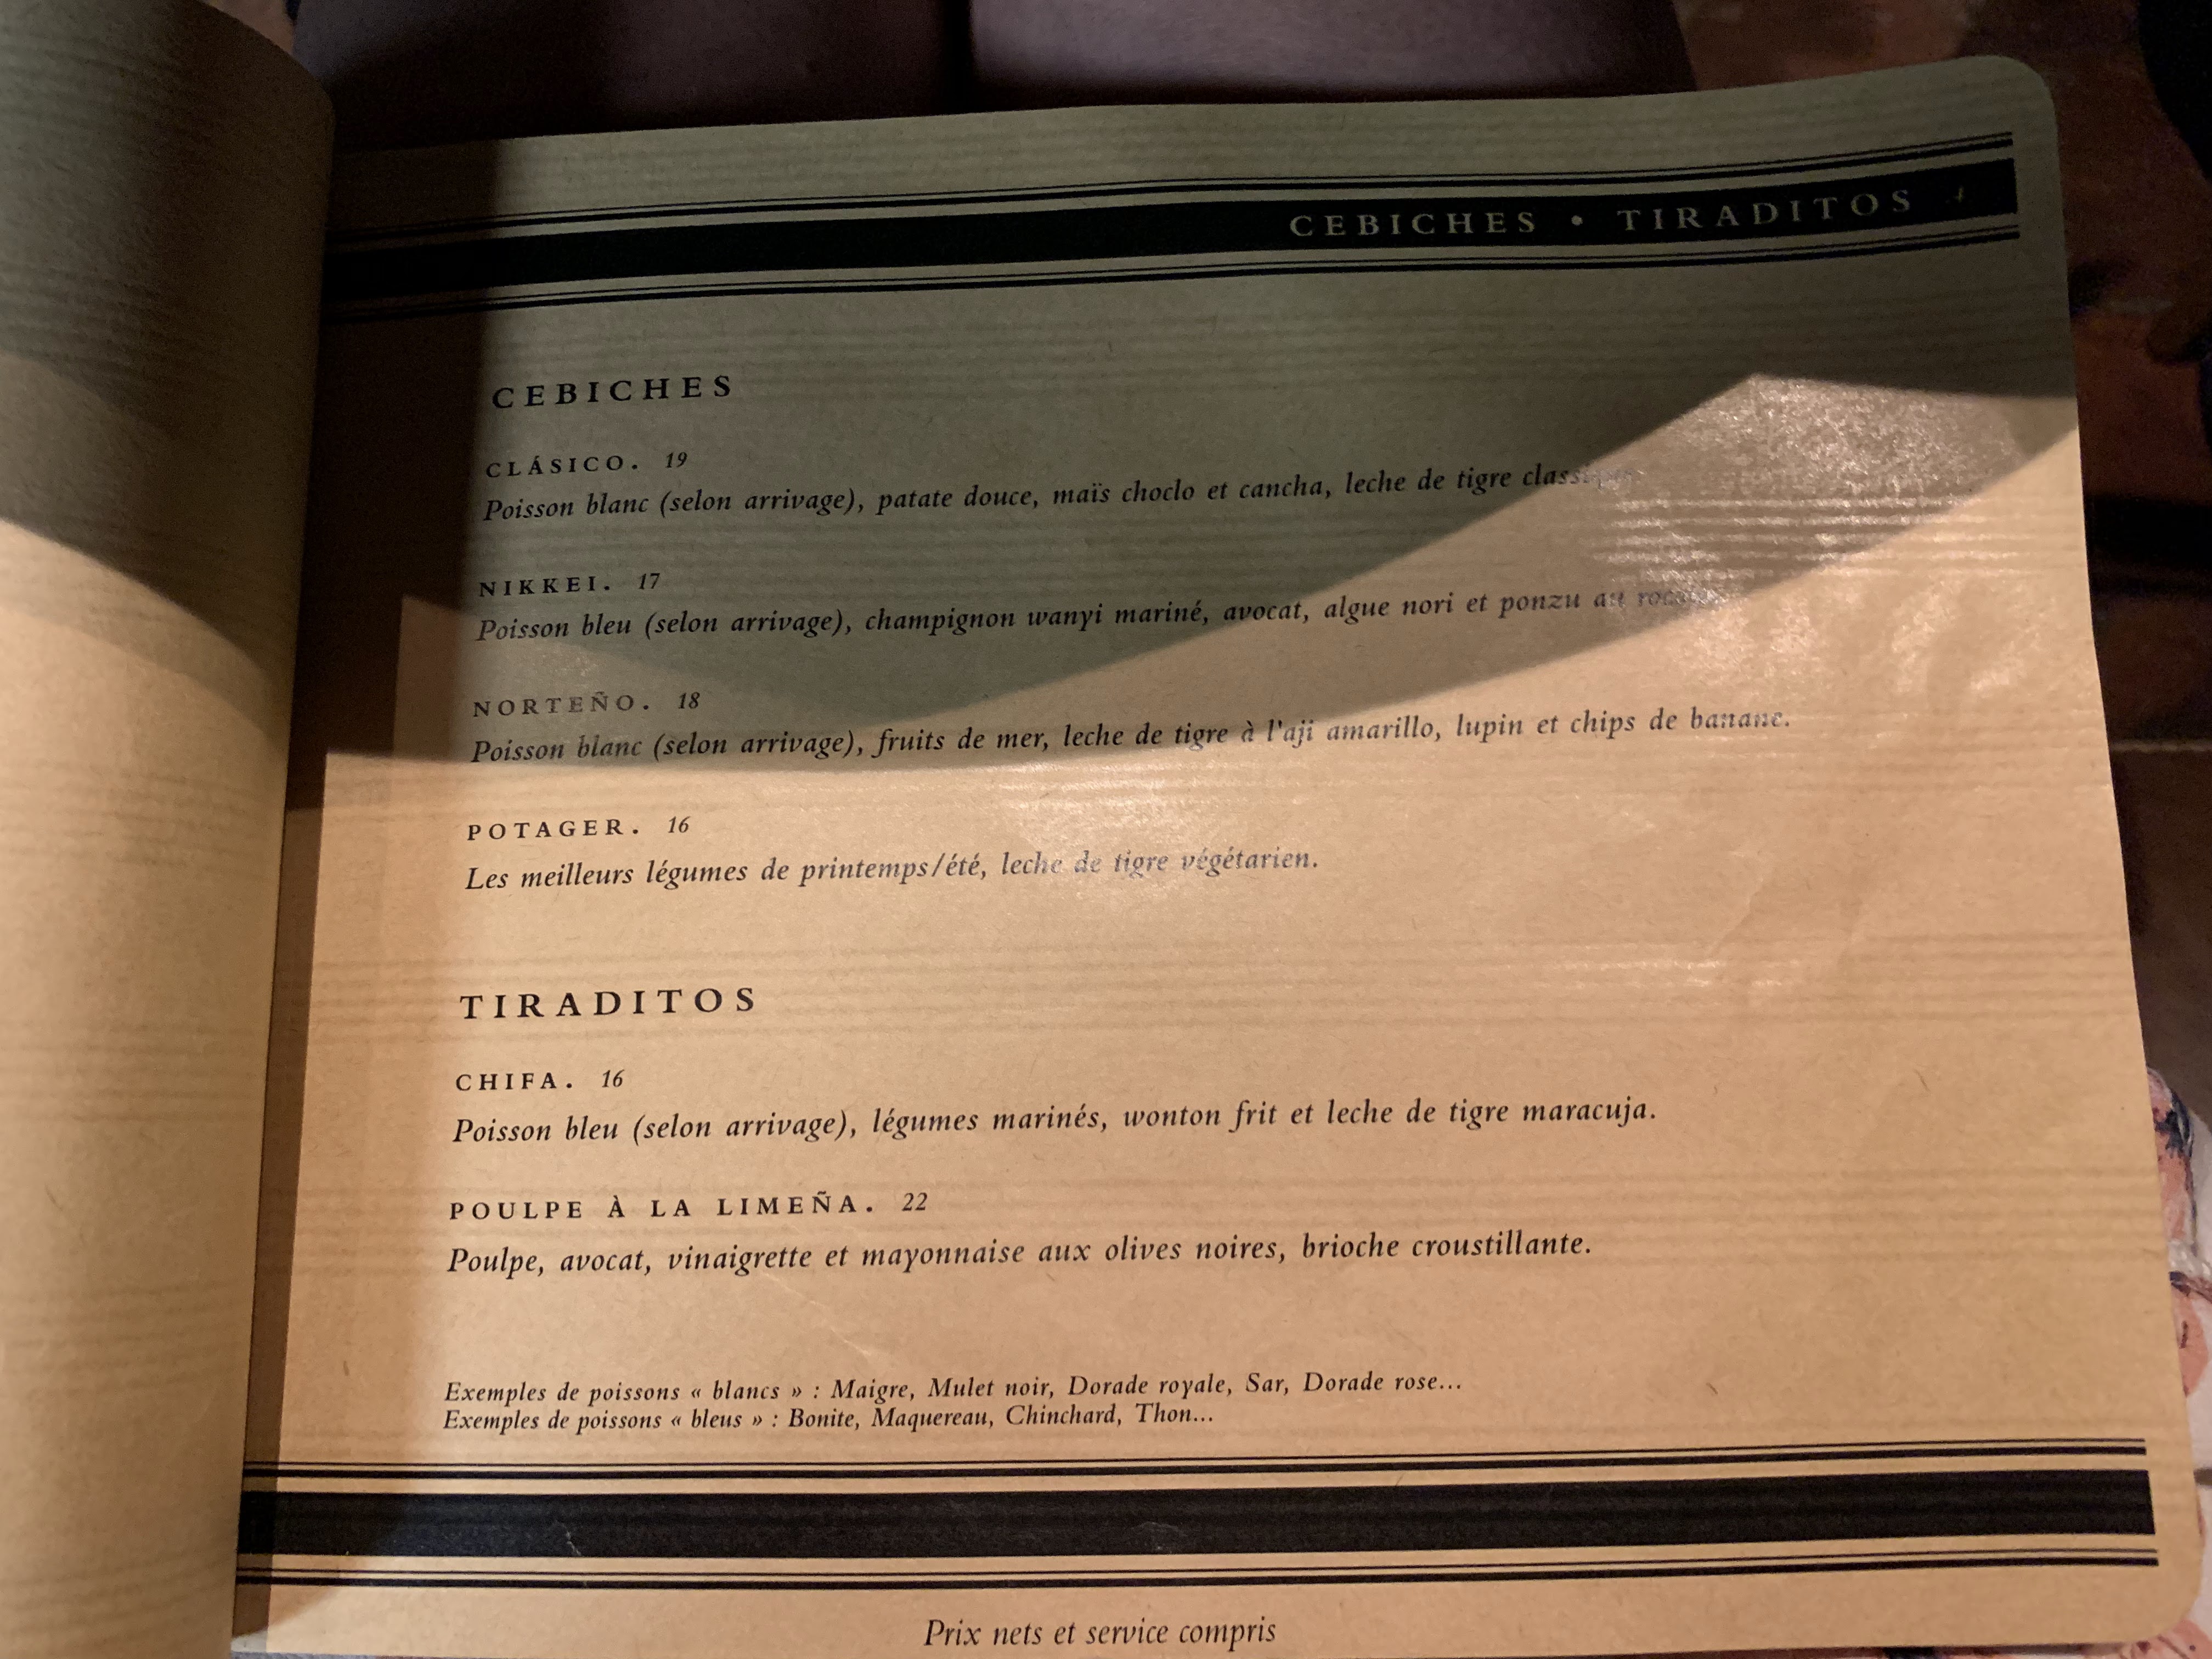 CEBICHES • TIRADITOS 4
CEBICHES
CLÁSICO. 19
Poisson blanc (selon arrivage), patate douce, maïs choclo et cancha, leche de tigre
NIKKEI. 17
Poisson bleu (selon arrivage), champignon wanyi mariné, avocat, algue nori et ponzu au
NORTEÑO. 18
Poisson blanc (selon arrivage), fruits de mer, leche de tigre à l'aji amarillo, lupin et chips de banane.
POTAGER. 16
Les meilleurs légumes de printemps/été, leche de tigre végétarien.
TIRADITOS
CHIFA. 16
Poisson bleu (selon arrivage), légumes marinés, wonton frit et leche de tigre maracuja.
POULPE À LA LIMEÑA. 22
Poulpe, avocat, vinaigrette et mayonnaise aux olives noires, brioche croustillante.
Exemples de poissons « blancs » : Maigre, Mulet noir, Dorade royale, Sar, Dorade rose...
Exemples de poissons « bleus » : Bonite, Maquereau, Chinchard, Thon...
Prix nets et service compris